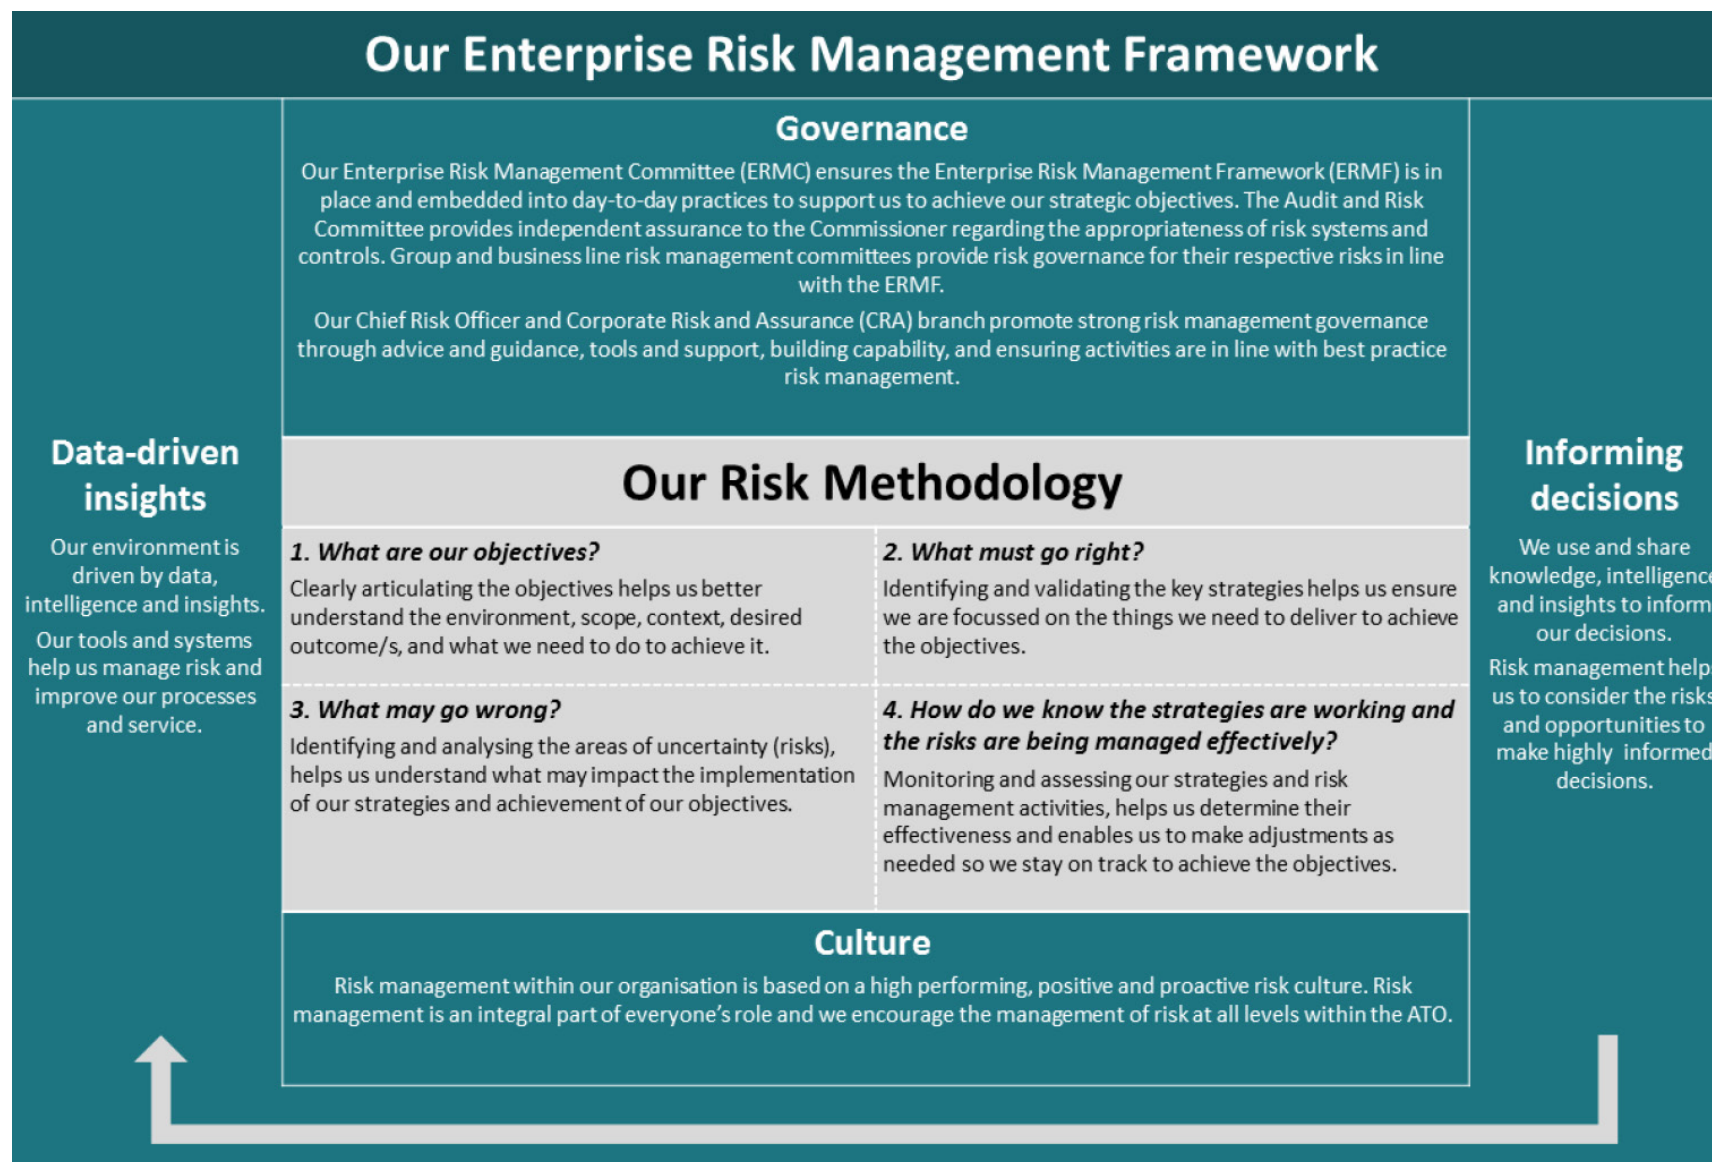 Our Enterprise Risk Management Framework
Governance
Our Enterprise Risk Management Committee (ERMC) ensures the Enterprise Risk Management Framework (ERMF) is in
place and embedded into day-to-day practices to support us to achieve our strategic objectives. The Audit and Risk
Committee provides independent assurance to the Commissioner regarding the appropriateness of risk systems and
controls. Group and business line risk management committees provide risk governance for their respective risks in line
with the ERMF.
Our Chief Risk Officer and Corporate Risk and Assurance (CRA) branch promote strong risk management governance
through advice and guidance, tools and support, building capability, and ensuring activities are in line with best practice
risk management.
Data-driven
insights
Our environment is
driven by data,
intelligence and insights.
Our tools and systems
help us manage risk and
improve our processes
and service.
Our Risk Methodology
1. What are our objectives?
Clearly articulating the objectives helps us better
understand the environment, scope, context, desired
outcome/s, and what we need to do to achieve it.
2. What must go right?
Identifying and validating the key strategies helps us ensure
we are focussed on the things we need to deliver to achieve
the objectives.
3. What may go wrong?
Identifying and analysing the areas of uncertainty (risks),
helps us understand what may impact the implementation
of our strategies and achievement of our objectives.
4. How do we know the strategies are working and
the risks are being managed effectively?
Monitoring and assessing our strategies and risk
management activities, helps us determine their
effectiveness and enables us to make adjustments as
needed so we stay on track to achieve the objectives.
Informing
decisions
We use and share
knowledge, intelligence
and insights to inform
our decisions.
Risk management helps
us to consider the risks
and opportunities to
make highly informed
decisions.
Culture
Risk management within our organisation is based on a high performing, positive and proactive risk culture. Risk
management is an integral part of everyone’s role and we encourage the management of risk at all levels within the ATO.